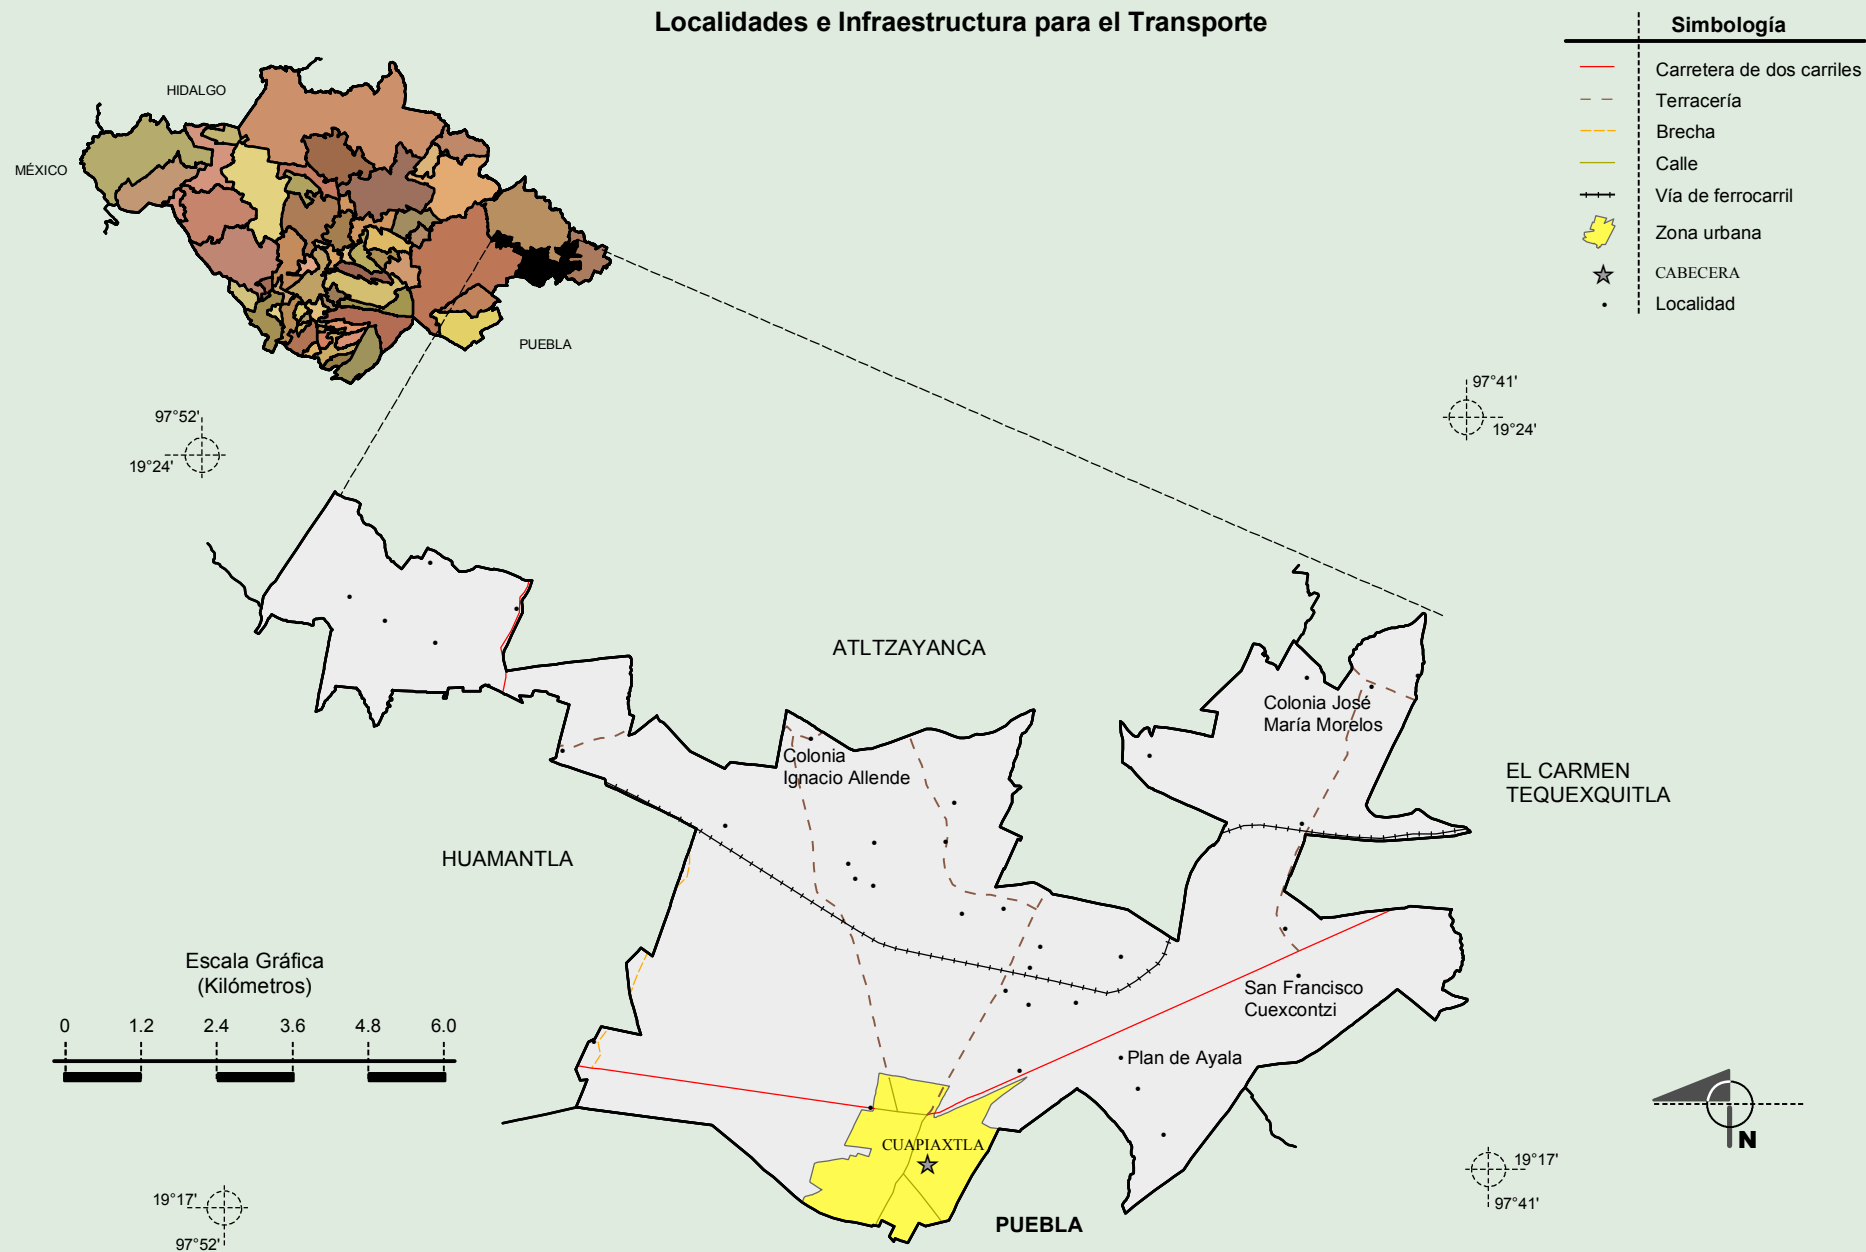 Localidades e Infraestructura para el Transporte
Simbología
Carretera de dos carriles
Terracería
Brecha
Calle
Vía de ferrocarril
Zona urbana
CABECERA
Localidad
HIDALGO
MÉXICO
PUEBLA
97°52'
19°24'
97°41'
19°24'
ATLTZAYANCA
Colonia José
María Morelos
Colonia
Ignacio Allende
EL CARMEN
TEQUEXQUITLA
HUAMANTLA
Escala Gráfica
(Kilómetros)
0 1.2 2.4 3.6 4.8 6.0
San Francisco
Cuexcontzi
Plan de Ayala
CUAPIAXTLA
N
19°17'
97°41'
19°17'
97°52'
PUEBLA